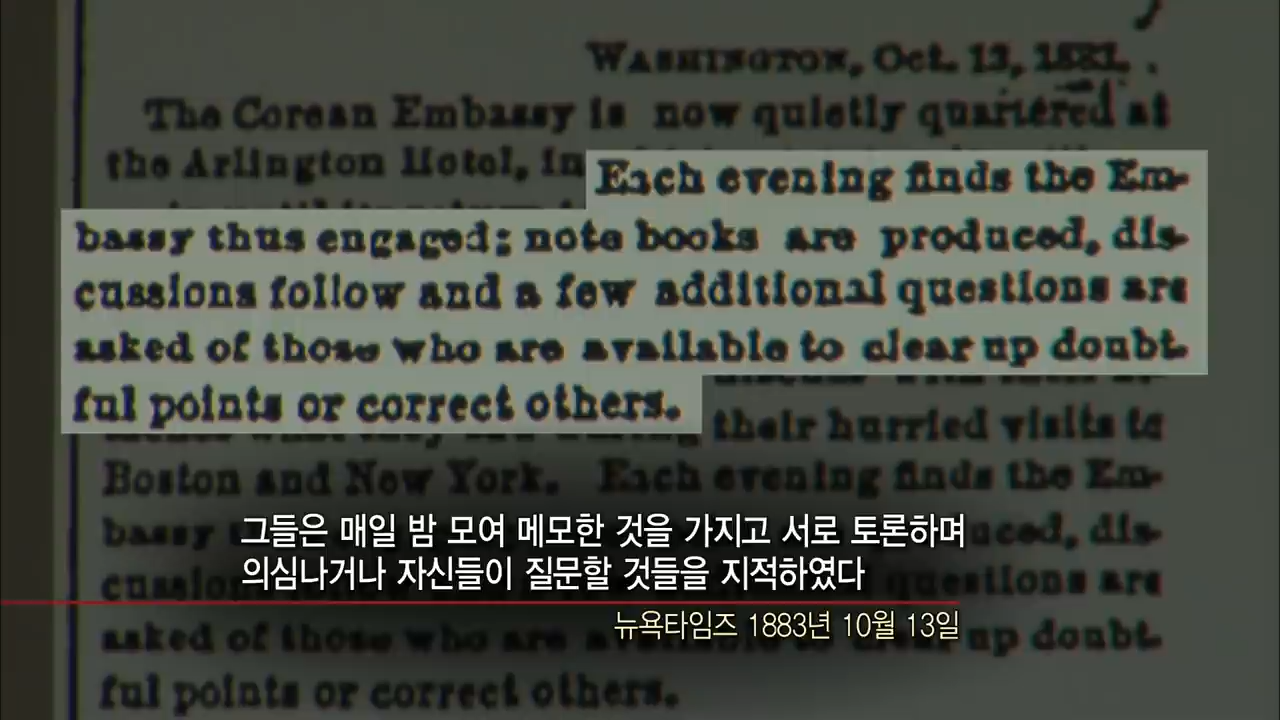 WASHINGTON, Oct. 13, 1883.
The Corean Embassy is now quietly quartered at
the Arlington Hotel, in
Each evening finds the Em-
bassy thus engaged; note books are produced, dis-
cussions follow and a few additional questions are
asked of those who are available to clear up doubt-
ful points or correct others.
their hurried visits to
Boston and New York. Each evening finds the Em-
bassy
그들은 매일 밤 모여 메모한 것을 가지고 서로 토론하며
uced, dis-
의심나거나 자신들이 질문할 것들을 지적하였다
questions are
뉴욕타임즈 1883년 10월 13일
asked of those who are
up doubt-
ful points or correct others.